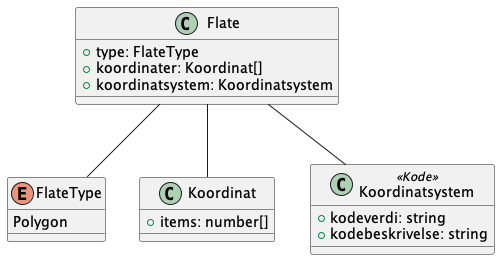 C Flate
+ type: FlateType
+ koordinater: Koordinat[]
+ koordinatsystem: Koordinatsystem
E FlateType
Polygon
C Koordinat
+ items: number[]
C «Kode»
Koordinatsystem
+ kodeverdi: string
+ kodebeskrivelse: string